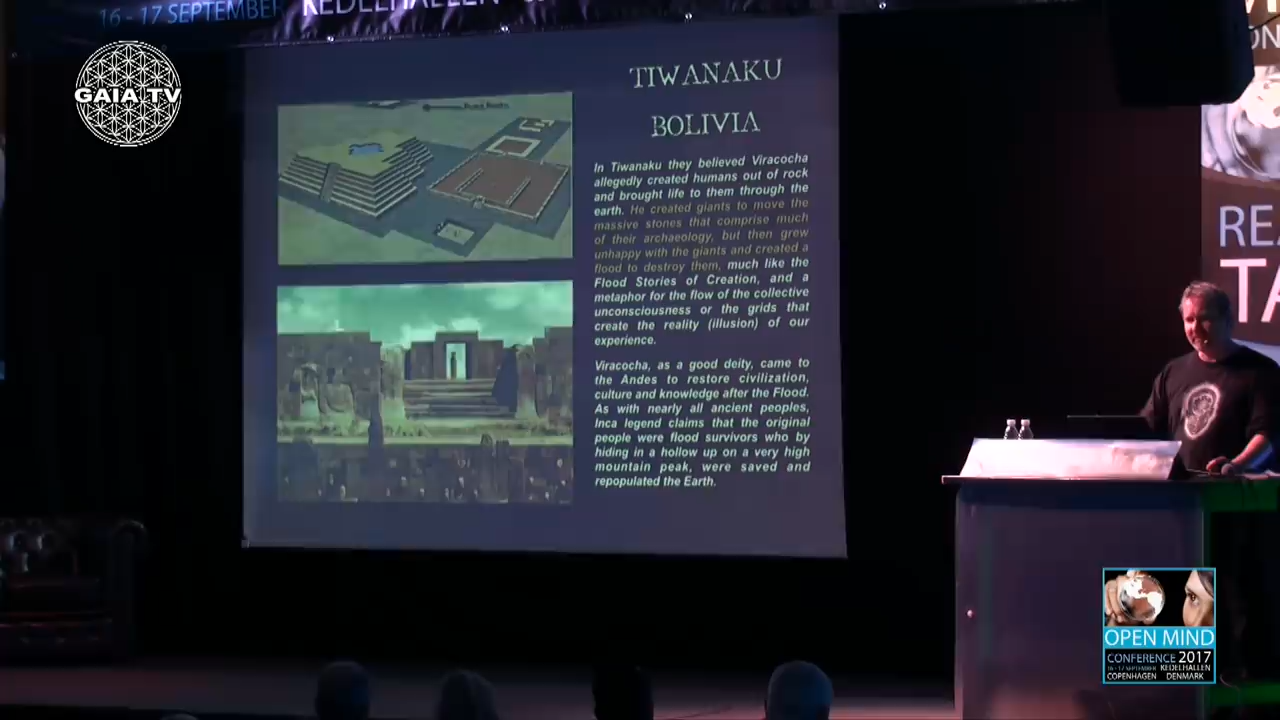 16 - 17 SEPTEMBER KEDELHALLEN
GAIA TV
TIWANAKU
BOLIVIA
In Tiwanaku they believed Viracocha
allegedly created humans out of rock
and brought life to them through the
earth. He created giants to move the
massive stones that comprise much
of their archaeology, but then grew
unhappy with the giants and created a
flood to destroy them, much like the
Flood Stories of Creation, and a
metaphor for the flow of the collective
unconsciousness or the grids that
create the reality (illusion) of our
experience.
Viracocha, as a good deity, came to
the Andes to restore civilization,
culture and knowledge after the Flood.
As with nearly all ancient peoples,
Inca legend claims that the original
people were flood survivors who by
hiding in a hollow up on a very high
mountain peak, were saved and
repopulated the Earth.
REA
TA
OPEN MIND
CONFERENCE 2017
16 - 17 SEPTEMBER KEDELHALLEN
COPENHAGEN DENMARK